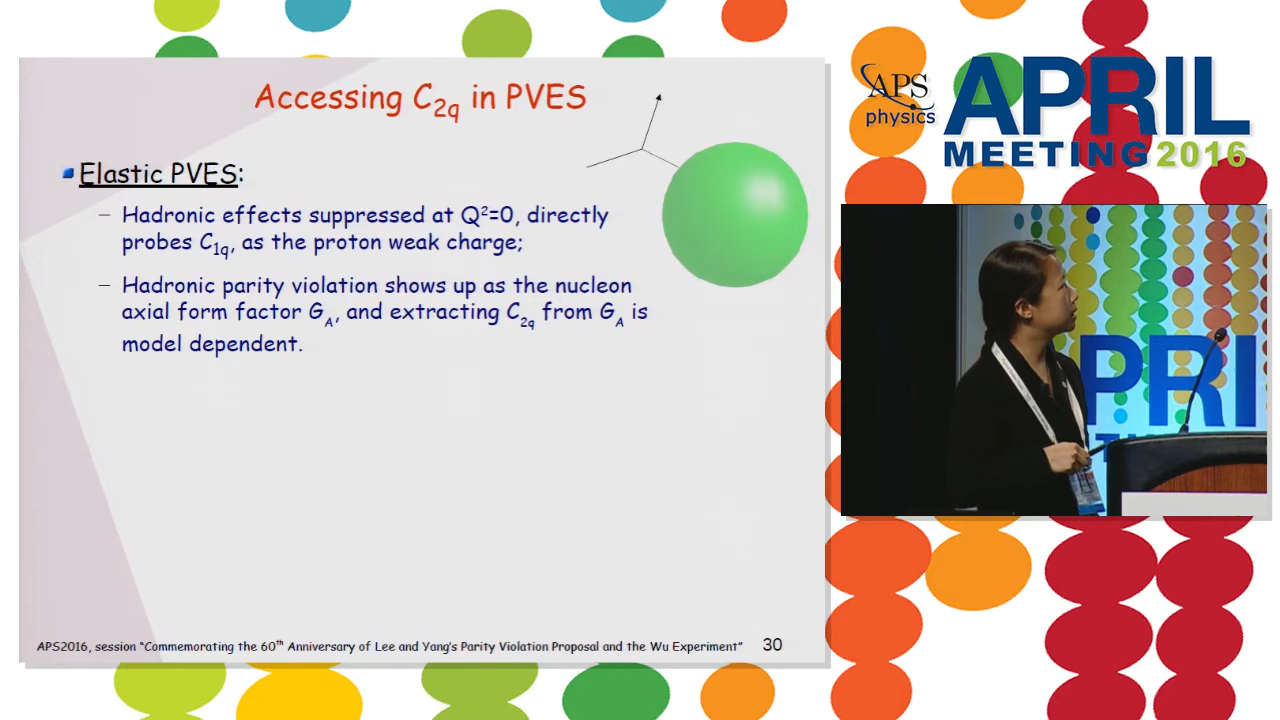 Accessing C2q in PVES
Elastic PVES:
– Hadronic effects suppressed at Q²=0, directly
probes C1q, as the proton weak charge;
– Hadronic parity violation shows up as the nucleon
axial form factor GA, and extracting C2q from GA is
model dependent.
APS2016, session “Commemorating the 60th Anniversary of Lee and Yang's Parity Violation Proposal and the Wu Experiment” 30
APS
physics
APRIL
MEETING 2016
PRI